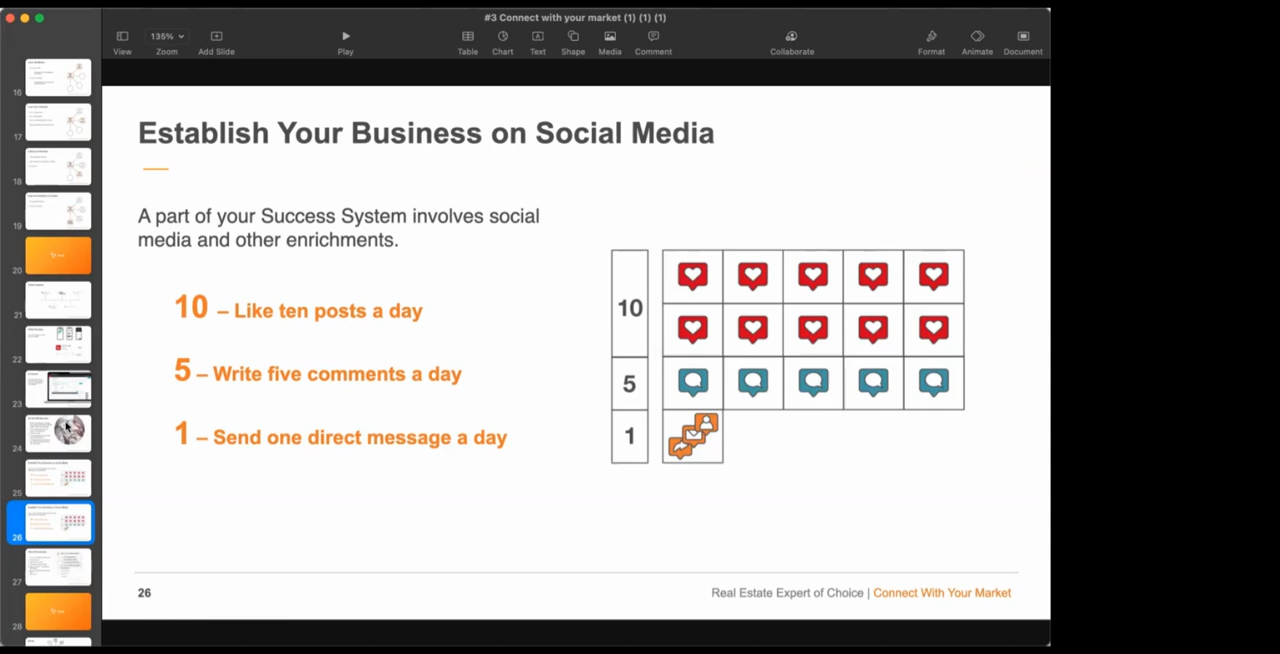 #3 Connect with your market (1) (1) (1)
135%
View
Zoom
Add Slide
Play
Table
Chart
Text
Shape
Media
Comment
Collaborate
Format
Animate
Document
16
17
18
19
20
21
22
23
24
25
26
27
28
Establish Your Business on Social Media
A part of your Success System involves social
media and other enrichments.
10 – Like ten posts a day
5 – Write five comments a day
1 – Send one direct message a day
10
5
1
26
Real Estate Expert of Choice | Connect With Your Market